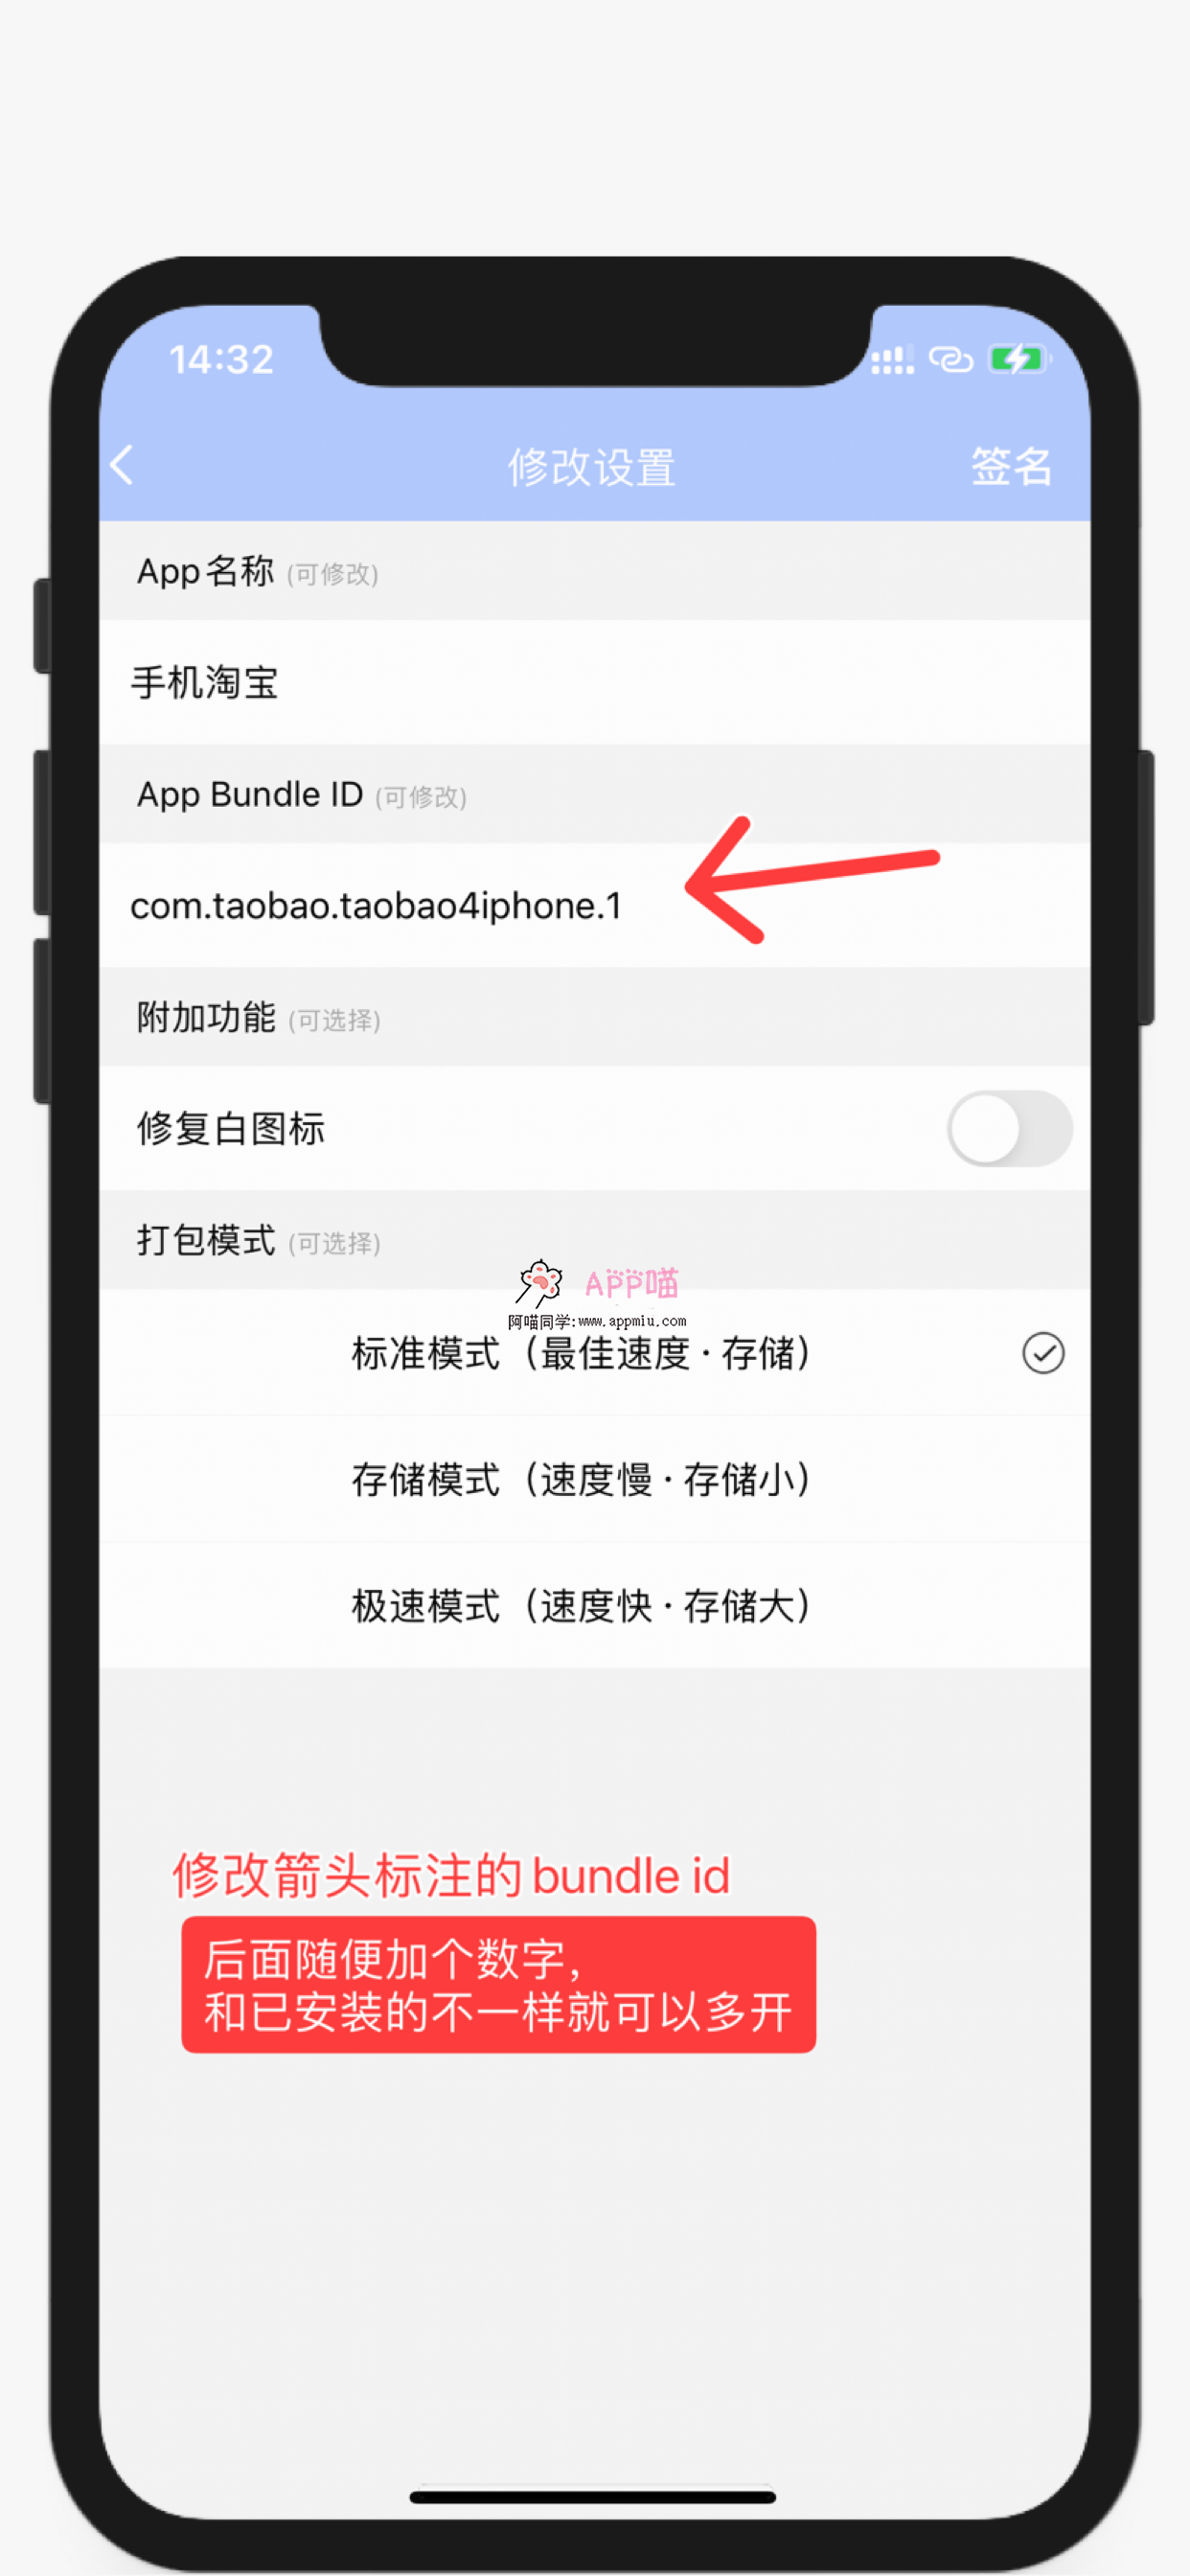 14:32
修改设置
签名
App名称 (可修改)
手机淘宝
App Bundle ID (可修改)
com.taobao.taobao4iphone.1
附加功能 (可选择)
修复白图标
打包模式 (可选择)
APP喵
阿喵同学:www.appmiu.com
标准模式（最佳速度 · 存储）
存储模式（速度慢 · 存储小）
极速模式（速度快 · 存储大）
修改箭头标注的bundle id
后面随便加个数字，
和已安装的不一样就可以多开